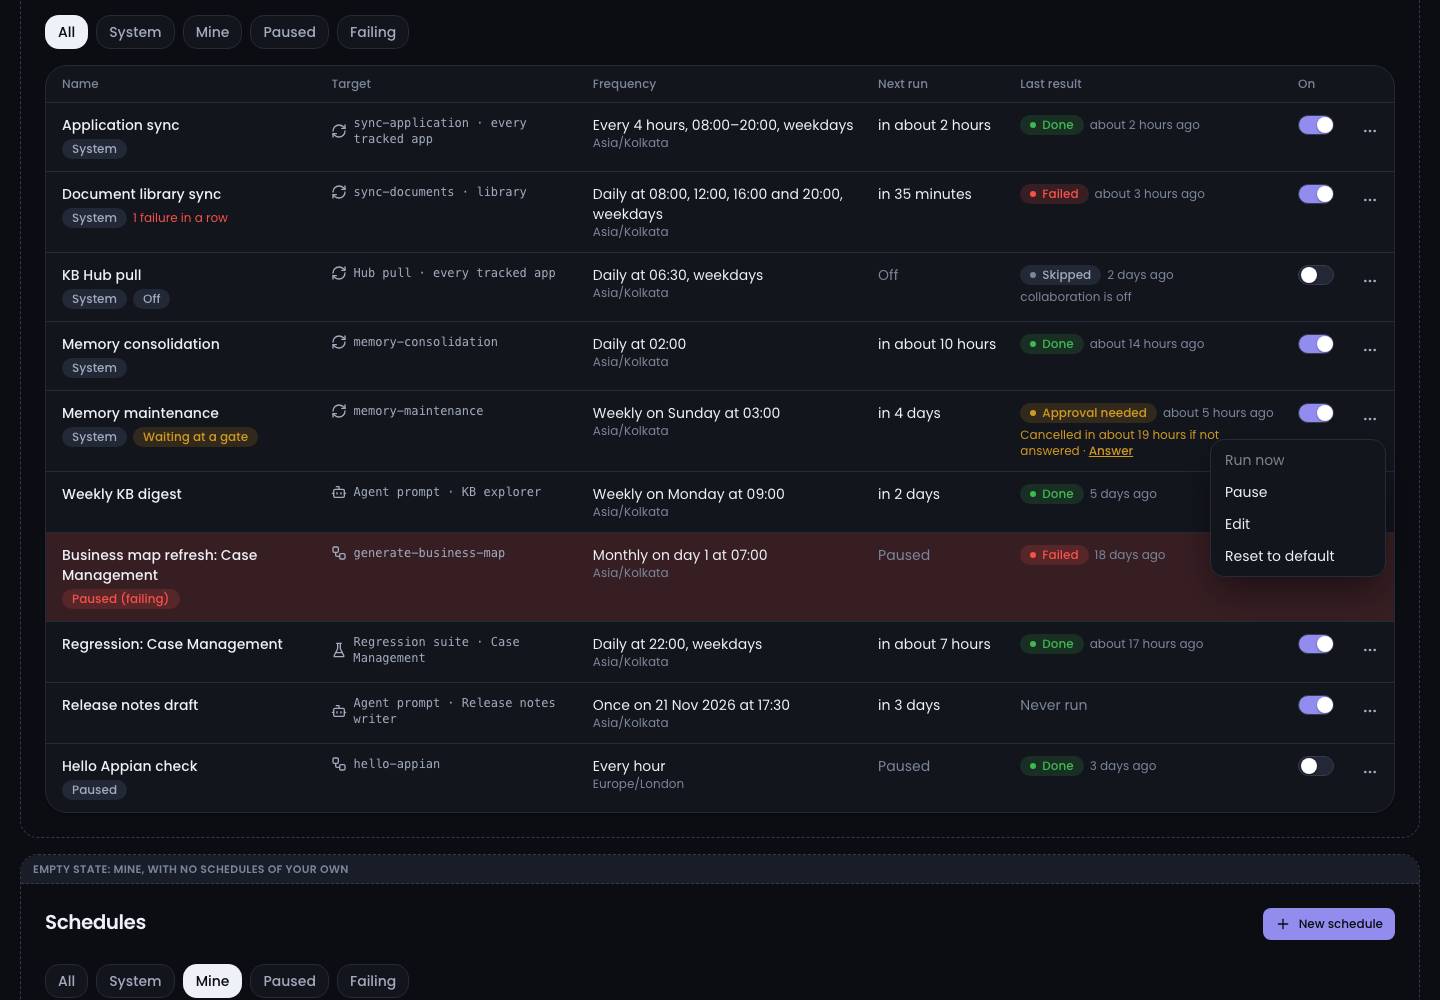 All System Mine Paused Failing
Name Target Frequency Next run Last result On
Application sync
System
sync-application · every
tracked app
Every 4 hours, 08:00–20:00, weekdays
Asia/Kolkata
in about 2 hours
Done about 2 hours ago
Document library sync
System 1 failure in a row
sync-documents · library
Daily at 08:00, 12:00, 16:00 and 20:00,
weekdays
Asia/Kolkata
in 35 minutes
Failed about 3 hours ago
KB Hub pull
System Off
Hub pull · every tracked app
Daily at 06:30, weekdays
Asia/Kolkata
Off
Skipped 2 days ago
collaboration is off
Memory consolidation
System
memory-consolidation
Daily at 02:00
Asia/Kolkata
in about 10 hours
Done about 14 hours ago
Memory maintenance
System Waiting at a gate
memory-maintenance
Weekly on Sunday at 03:00
Asia/Kolkata
in 4 days
Approval needed about 5 hours ago
Cancelled in about 19 hours if not
answered · Answer
Run now
Pause
Edit
Reset to default
Weekly KB digest
Agent prompt · KB explorer
Weekly on Monday at 09:00
Asia/Kolkata
in 2 days
Done 5 days ago
Business map refresh: Case
Management
Paused (failing)
generate-business-map
Monthly on day 1 at 07:00
Asia/Kolkata
Paused
Failed 18 days ago
Regression: Case Management
Regression suite · Case
Management
Daily at 22:00, weekdays
Asia/Kolkata
in about 7 hours
Done about 17 hours ago
Release notes draft
Agent prompt · Release notes
writer
Once on 21 Nov 2026 at 17:30
Asia/Kolkata
in 3 days
Never run
Hello Appian check
Paused
hello-appian
Every hour
Europe/London
Paused
Done 3 days ago
EMPTY STATE: MINE, WITH NO SCHEDULES OF YOUR OWN
Schedules
New schedule
All System Mine Paused Failing